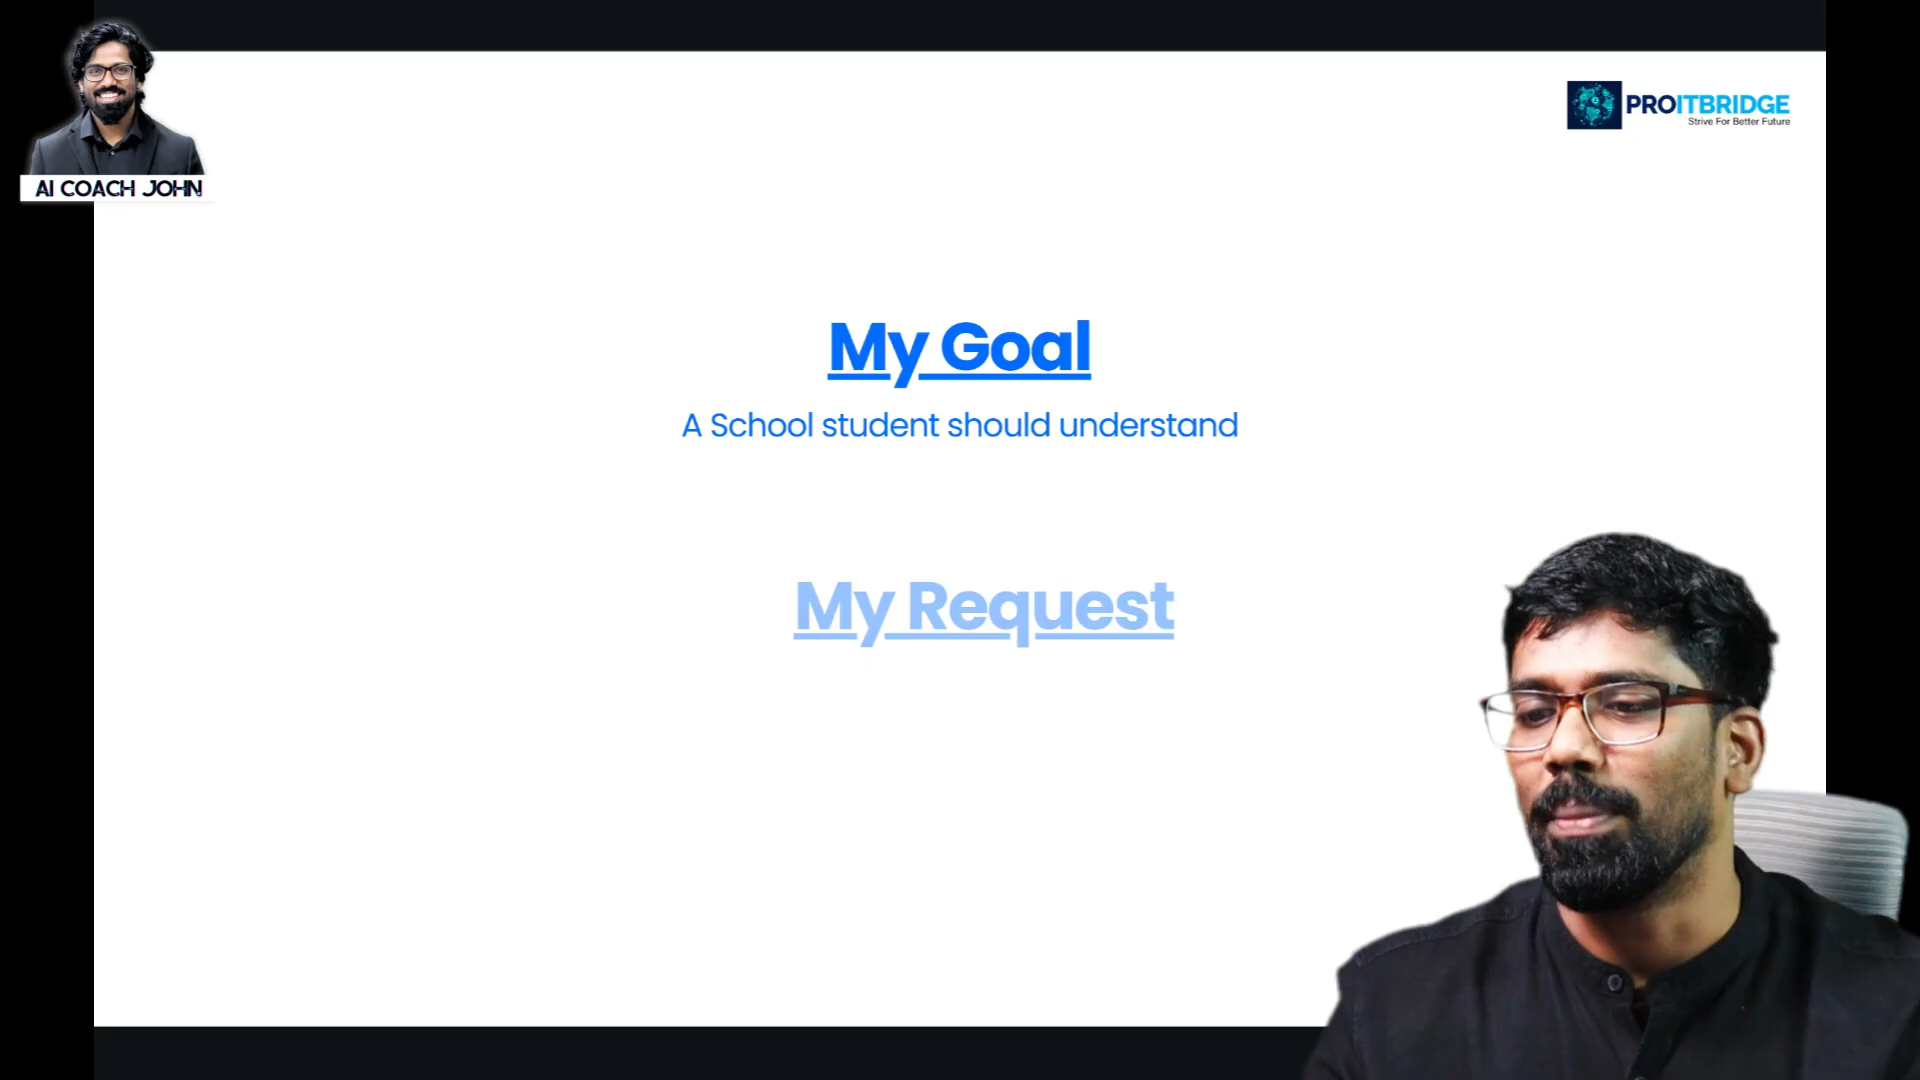 AI COACH JOHN
PROITBRIDGE
Strive For Better Future
My Goal
A School student should understand
My Request